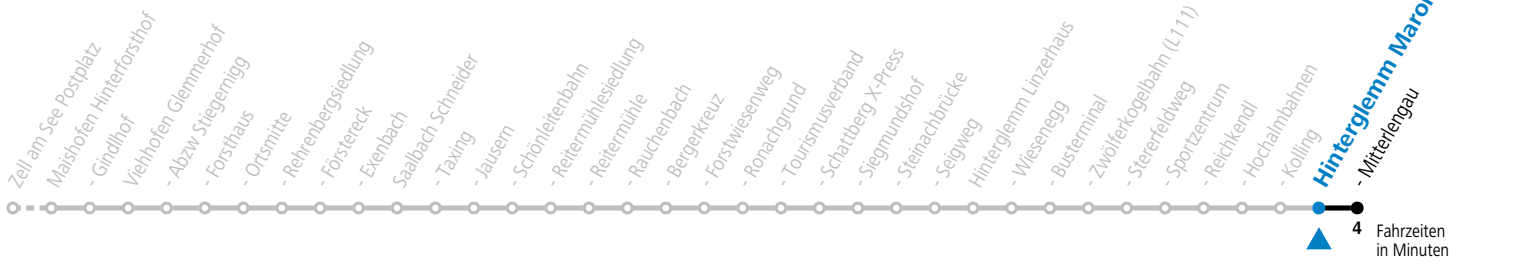 Zell am See Postplatz
Maishofen Hinterforsthof
- Gindlhof
Viehhofen Glemmerhof
- Abzw Stiegernigg
- Forsthaus
- Ortsmitte
- Rehrenbergsiedlung
- Förstereck
- Exenbach
Saalbach Schneider
- Taxing
- Jausern
- Schönleitenbahn
- Reitermühlesiedlung
- Reitermühle
- Rauchenbach
- Bergerkreuz
- Forstwiesenweg
- Ronachgrund
- Tourismusverband
- Schattberg X-Press
- Siegmundshof
- Steinachbrücke
- Seigweg
Hinterglemm Linzerhaus
- Wiesenegg
- Busterminal
- Zwölferkogelbahn (L111)
- Sterefeldweg
- Sportzentrum
- Reichkendl
- Hochalmbahnen
- Kolling
Hinterglemm
- Mitterlengau
4
Fahrzeiten
in Minuten